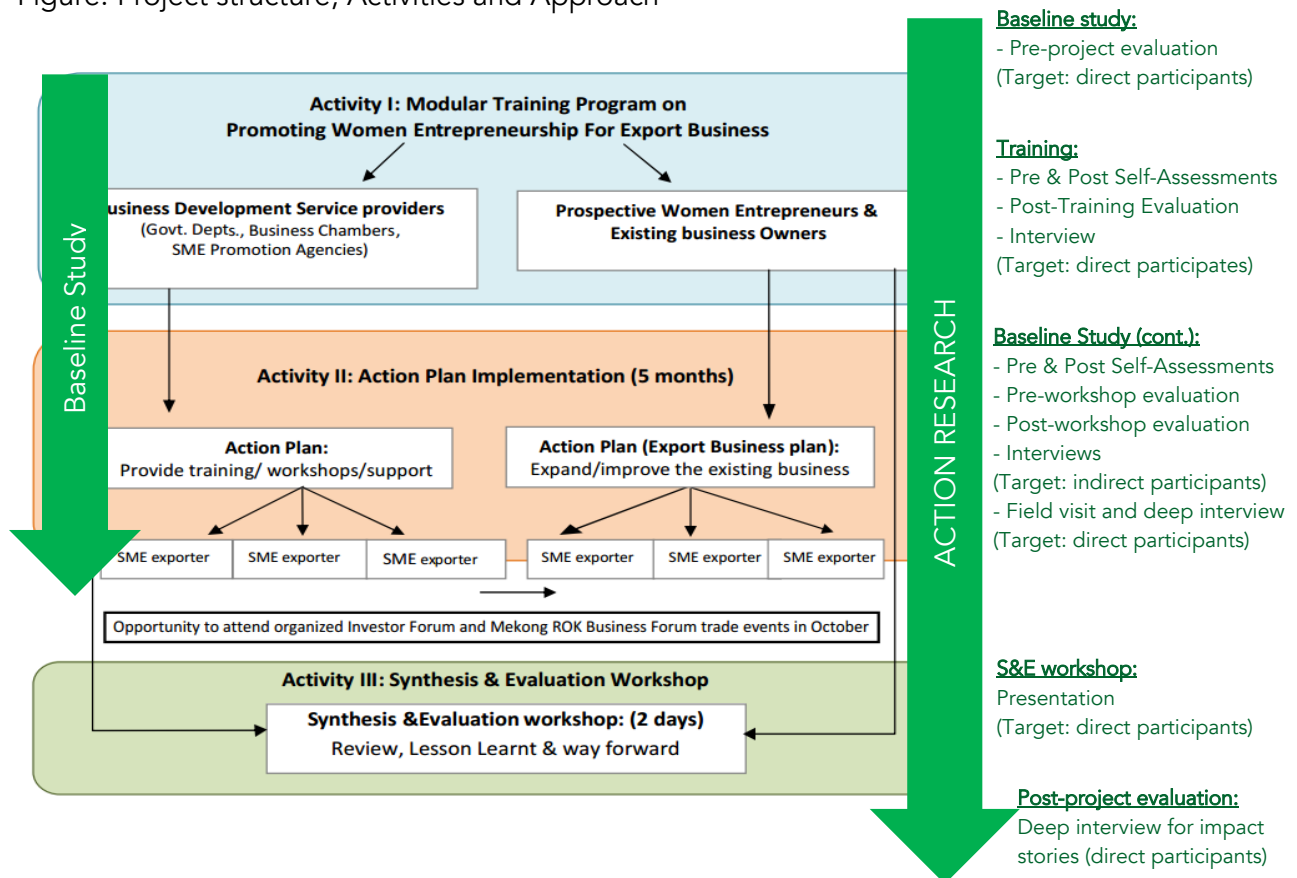 Figure: Project structure, Activities and Approach
Activity I: Modular Training Program on
Promoting Women Entrepreneurship For Export Business
usiness Development Service providers
(Govt. Depts., Business Chambers,
SME Promotion Agencies)
Prospective Women Entrepreneurs &
Existing business Owners
Baseline Study
Activity II: Action Plan Implementation (5 months)
Action Plan:
Provide training/ workshops/support
Action Plan (Export Business plan):
Expand/improve the existing business
SME exporter
SME exporter
SME exporter
SME exporter
SME exporter
SME exporter
Opportunity to attend organized Investor Forum and Mekong ROK Business Forum trade events in October
Activity III: Synthesis & Evaluation Workshop
Synthesis &Evaluation workshop: (2 days)
Review, Lesson Learnt & way forward
ACTION RESEARCH
Baseline study:
- Pre-project evaluation
(Target: direct participants)
Training:
- Pre & Post Self-Assessments
- Post-Training Evaluation
- Interview
(Target: direct participates)
Baseline Study (cont.):
- Pre & Post Self-Assessments
- Pre-workshop evaluation
- Post-workshop evaluation
- Interviews
(Target: indirect participants)
- Field visit and deep interview
(Target: direct participants)
S&E workshop:
Presentation
(Target: direct participants)
Post-project evaluation:
Deep interview for impact
stories (direct participants)